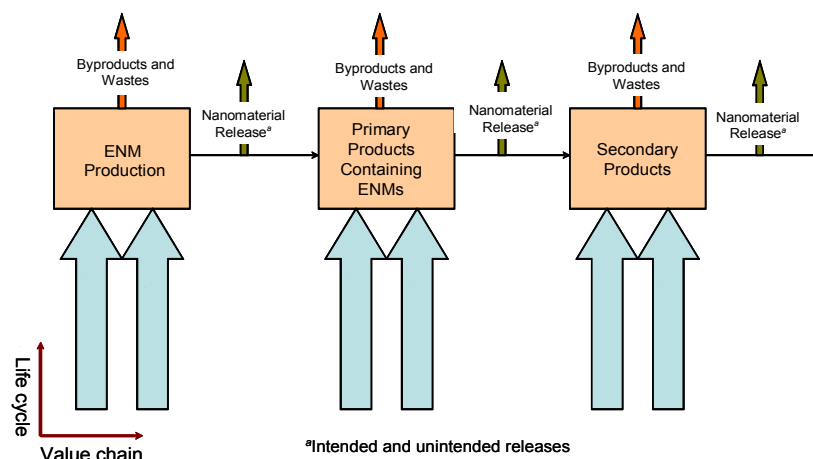 Byproducts and
Wastes
Byproducts and
Wastes
Byproducts and
Wastes
Nanomaterial
Release^a
Nanomaterial
Release^a
Nanomaterial
Release^a
ENM
Production
Primary
Products
Containing
ENMs
Secondary
Products
Life cycle
Value chain
^aIntended and unintended releases